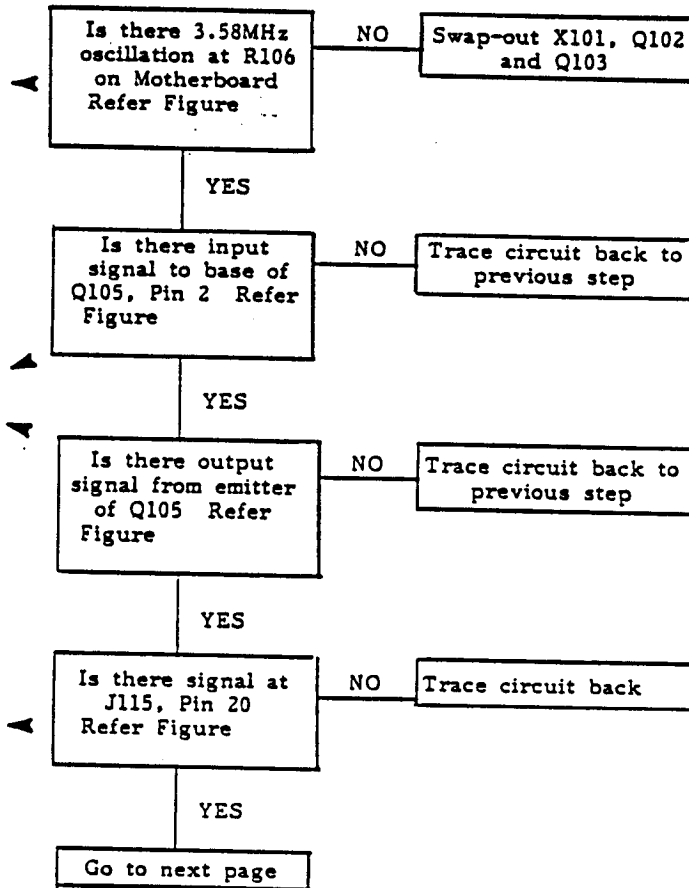 Is there 3.58MHz
oscillation at R106
on Motherboard
Refer Figure
NO
Swap-out X101, Q102
and Q103
YES
Is there input
signal to base of
Q105, Pin 2 Refer
Figure
NO
Trace circuit back to
previous step
YES
Is there output
signal from emitter
of Q105 Refer
Figure
NO
Trace circuit back to
previous step
YES
Is there signal at
J115, Pin 20
Refer Figure
NO
Trace circuit back
YES
Go to next page